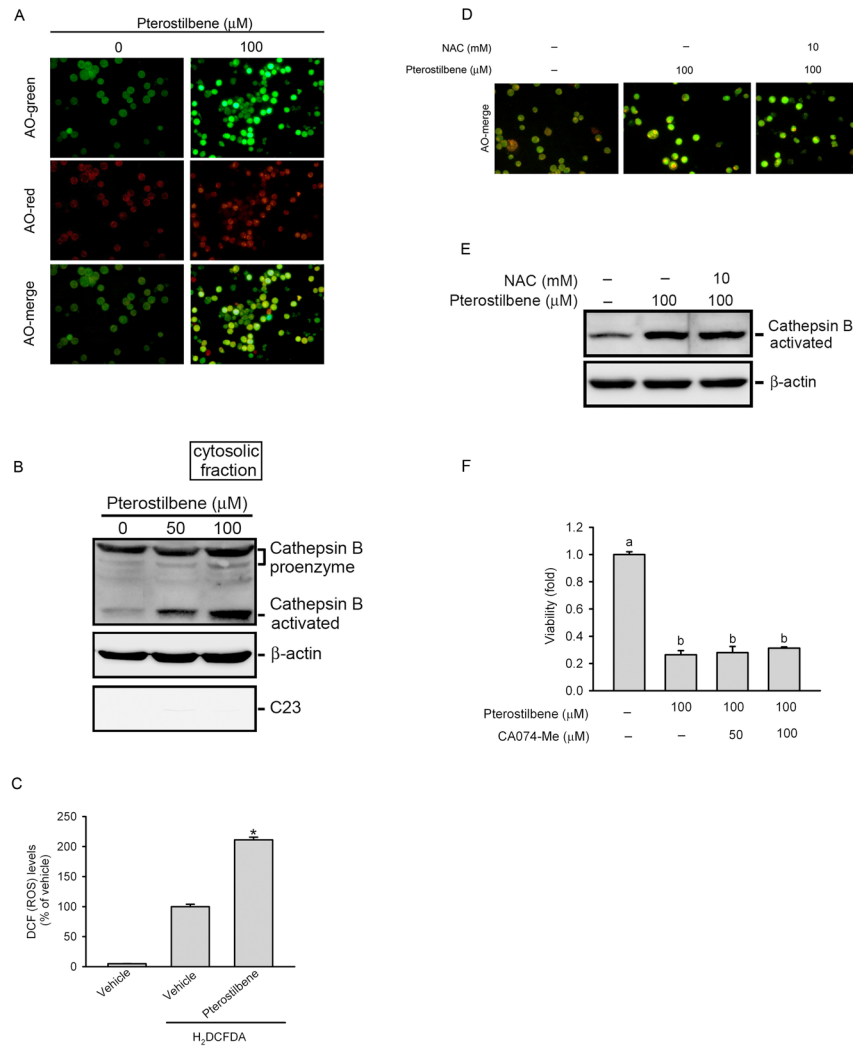 A
Pterostilbene (μM)
0 100
AO-green
AO-red
AO-merge
B
cytosolic
fraction
Pterostilbene (μM)
0 50 100
Cathepsin B
proenzyme
Cathepsin B
activated
β-actin
C23
C
DCF (ROS) levels
(% of vehicle)
250
200
150
100
50
0
*
Vehicle
Vehicle
Pterostilbene
H₂DCFDA
D
NAC (mM) – – 10
Pterostilbene (μM) – 100 100
AO-merge
E
NAC (mM) – – 10
Pterostilbene (μM) – 100 100
Cathepsin B
activated
β-actin
F
Viability (fold)
1.2
1.0
0.8
0.6
0.4
0.2
0.0
a
b b b
Pterostilbene
(μM) – 100 100 100
CA074-Me (μM) – – 50 100